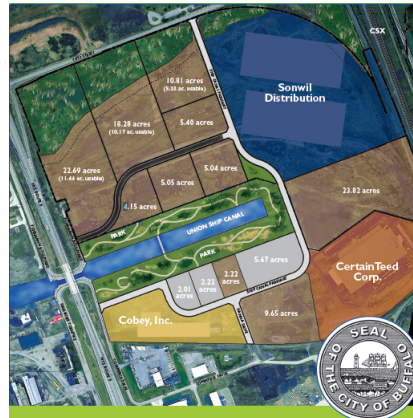 CSX
Sonwil
Distribution
10.81 acres
(5.33 ac. usable)
18.28 acres
(10.17 ac. usable)
5.40 acres
22.69 acres
(11.66 ac. usable)
5.04 acres
5.05 acres
4.15 acres
23.82 acres
PARK
UNION SHIP CANAL
PARK
5.67 acres
2.22
acres
2.22
acres
2.01
acres
CertainTeed
Corp.
Cobey, Inc.
9.65 acres
SEAL
OF THE CITY OF BUFFALO